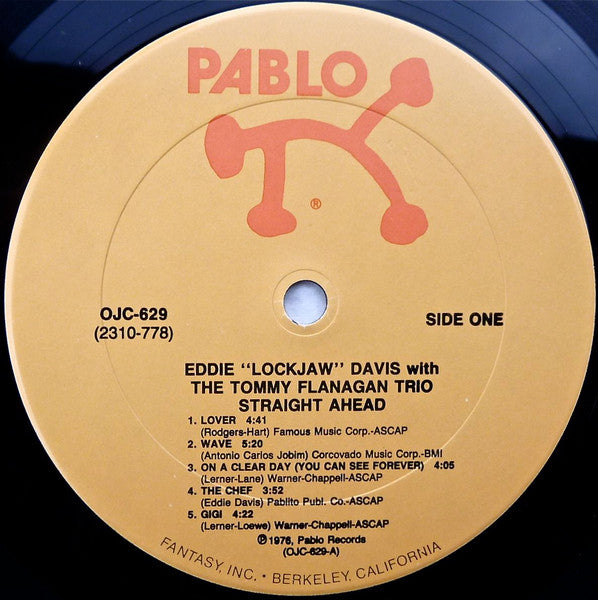 PABLO
®
OJC-629
(2310-778)
SIDE ONE
EDDIE "LOCKJAW" DAVIS with
THE TOMMY FLANAGAN TRIO
STRAIGHT AHEAD
1. LOVER 4:41
(Rodgers-Hart) Famous Music Corp.-ASCAP
2. WAVE 5:20
(Antonio Carlos Jobim) Corcovado Music Corp.-BMI
3. ON A CLEAR DAY (YOU CAN SEE FOREVER) 4:05
(Lerner-Lane) Warner-Chappell-ASCAP
4. THE CHEF 3:52
(Eddie Davis) Pablito Publ. Co.-ASCAP
5. GIGI 4:22
(Lerner-Loewe) Warner-Chappell-ASCAP
℗ 1976, Pablo Records
(OJC-629-A)
FANTASY, INC. • BERKELEY, CALIFORNIA